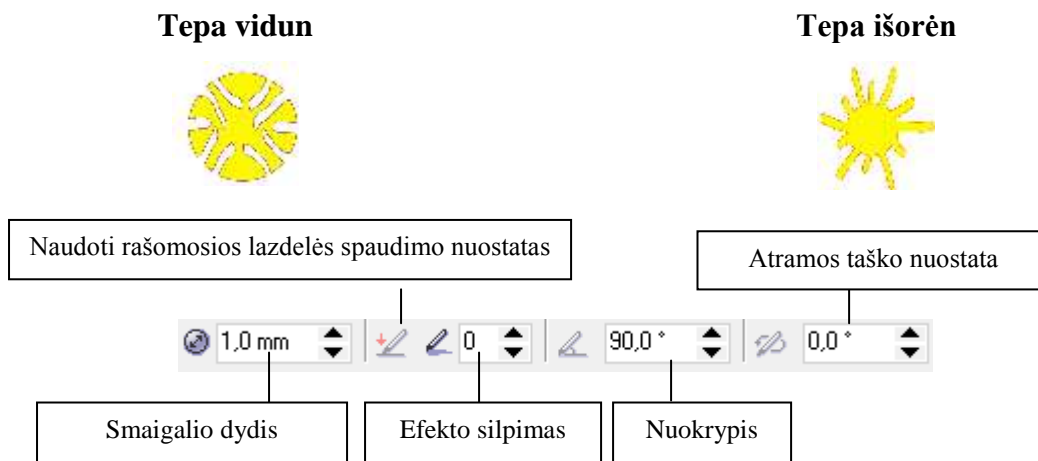 Tepa vidun
Tepa išorėn
Naudoti rašomosios lazdelės spaudimo nuostatas
Atramos taško nuostata
1,0 mm
0
90,0 °
0,0 °
Smaigalio dydis
Efekto silpimas
Nuokrypis